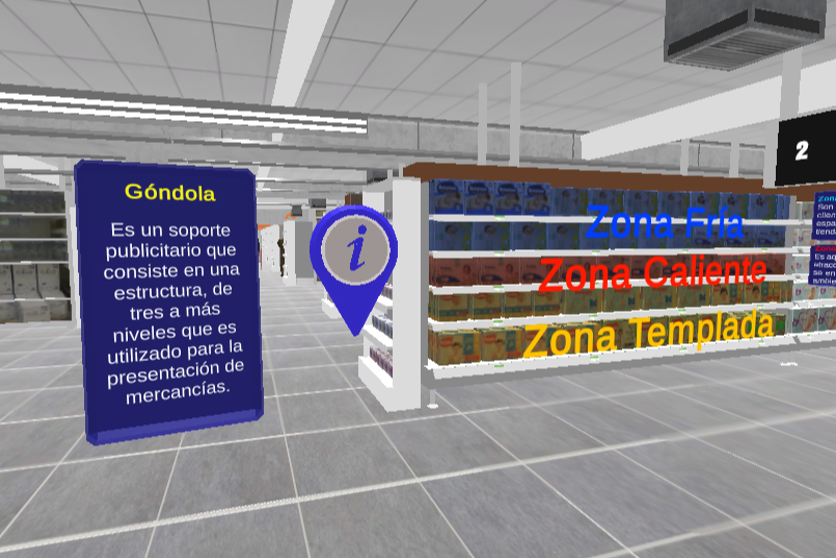 Góndola
Es un soporte
publicitario que
consiste en una
estructura, de
tres a más
niveles que es
utilizado para la
presentación de
mercancías.
i
Zona Fría
Zona Caliente
Zona Templada
2